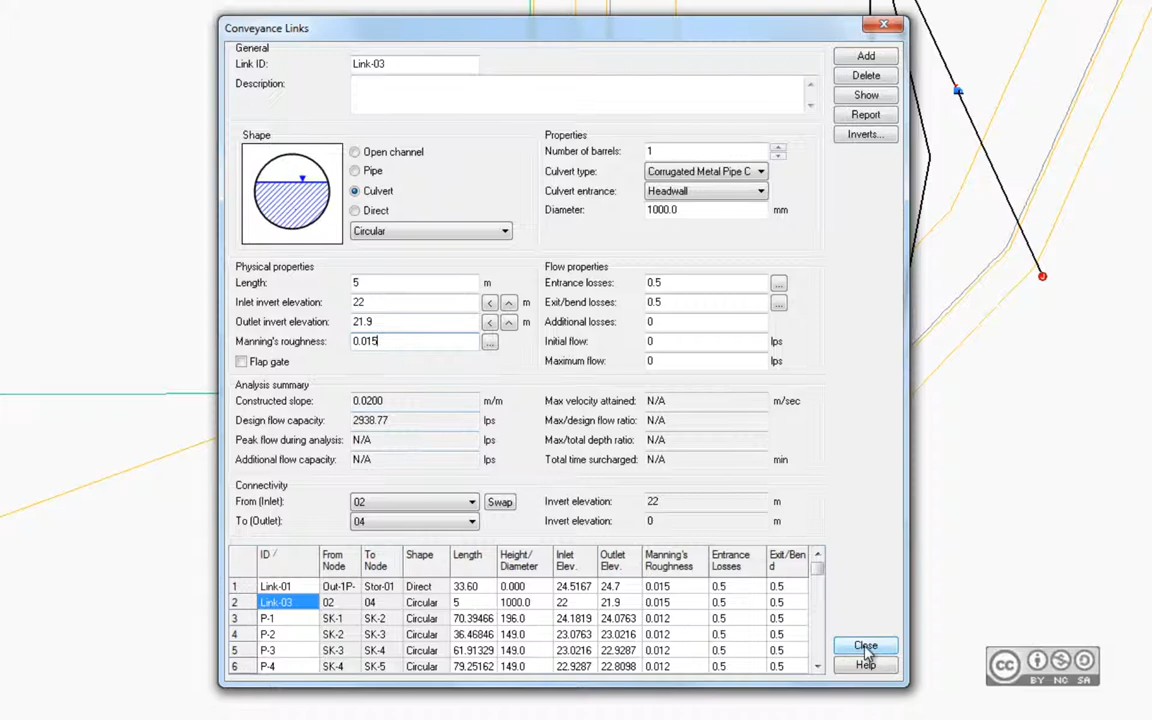 Conveyance Links
General
Link ID: Link-03
Description:
Shape
Open channel
Pipe
Culvert
Direct
Circular
Properties
Number of barrels: 1
Culvert type: Corrugated Metal Pipe C
Culvert entrance: Headwall
Diameter: 1000.0 mm
Add
Delete
Show
Report
Inverts...
Physical properties
Length: 5 m
Inlet invert elevation: 22 < ^ m
Outlet invert elevation: 21.9 < ^ m
Manning's roughness: 0.015 ...
Flap gate
Flow properties
Entrance losses: 0.5 ...
Exit/bend losses: 0.5 ...
Additional losses: 0
Initial flow: 0 lps
Maximum flow: 0 lps
Analysis summary
Constructed slope: 0.0200 m/m
Design flow capacity: 2938.77 lps
Peak flow during analysis: N/A lps
Additional flow capacity: N/A lps
Max velocity attained: N/A m/sec
Max/design flow ratio: N/A
Max/total depth ratio: N/A
Total time surcharged: N/A min
Connectivity
From (Inlet): 02 Swap
To (Outlet): 04
Invert elevation: 22 m
Invert elevation: 0 m
ID / From Node To Node Shape Length Height/ Diameter Inlet Elev. Outlet Elev. Manning's Roughness Entrance Losses Exit/Ben d
1 Link-01 Out-1P- Stor-01 Direct 33.60 0.000 24.5167 24.7 0.015 0.5 0.5
2 Link-03 02 04 Circular 5 1000.0 22 21.9 0.015 0.5 0.5
3 P-1 SK-1 SK-2 Circular 70.39466 196.0 24.1819 24.0763 0.012 0.5 0.5
4 P-2 SK-2 SK-3 Circular 36.46846 149.0 23.0763 23.0216 0.012 0.5 0.5
5 P-3 SK-3 SK-4 Circular 61.91329 149.0 23.0216 22.9287 0.012 0.5 0.5
6 P-4 SK-4 SK-5 Circular 79.25162 149.0 22.9287 22.8098 0.012 0.5 0.5
Close
Help
cc
BY NC SA